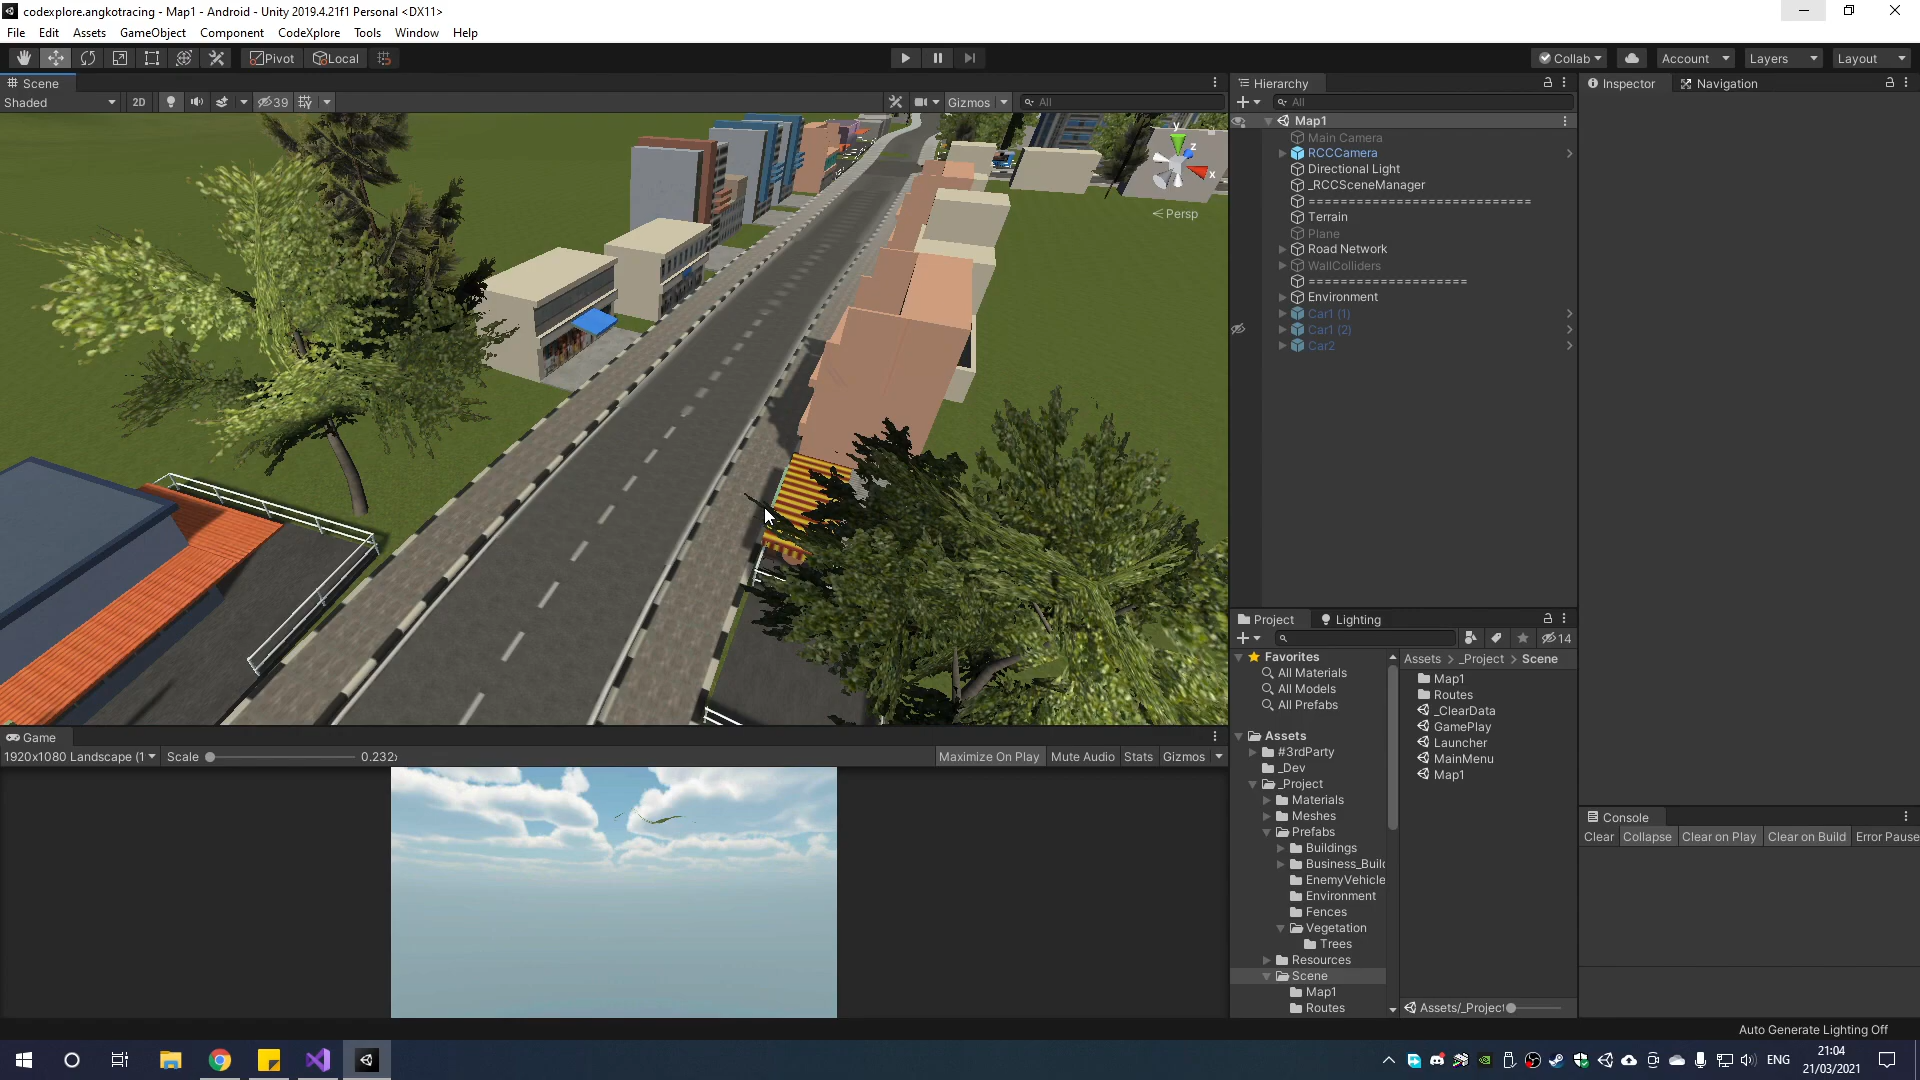 codexplore.angkotracing - Map1 - Android - Unity 2019.4.21f1 Personal <DX11>
File Edit Assets GameObject Component CodeXplore Tools Window Help
Pivot Local Collab Account Layers Layout
Scene
Shaded 2D 39 Gizmos All
y
z
x
Persp
Hierarchy
All
Map1
Main Camera
RCCCamera
Directional Light
_RCCSceneManager
============================
Terrain
Plane
Road Network
WallColliders
====================
Environment
Car1 (1)
Car1 (2)
Car2
Inspector Navigation
Game
1920x1080 Landscape (1 Scale 0.232x Maximize On Play Mute Audio Stats Gizmos
Project Lighting
14
Favorites
All Materials
All Models
All Prefabs
Assets
#3rdParty
_Dev
_Project
Materials
Meshes
Prefabs
Buildings
Business_Build
EnemyVehicle
Environment
Fences
Vegetation
Trees
Resources
Scene
Map1
Routes
Assets > _Project > Scene
Map1
Routes
_ClearData
GamePlay
Launcher
MainMenu
Map1
Assets/_Project
Console
Clear Collapse Clear on Play Clear on Build Error Pause
Auto Generate Lighting Off
ENG
21:04
21/03/2021